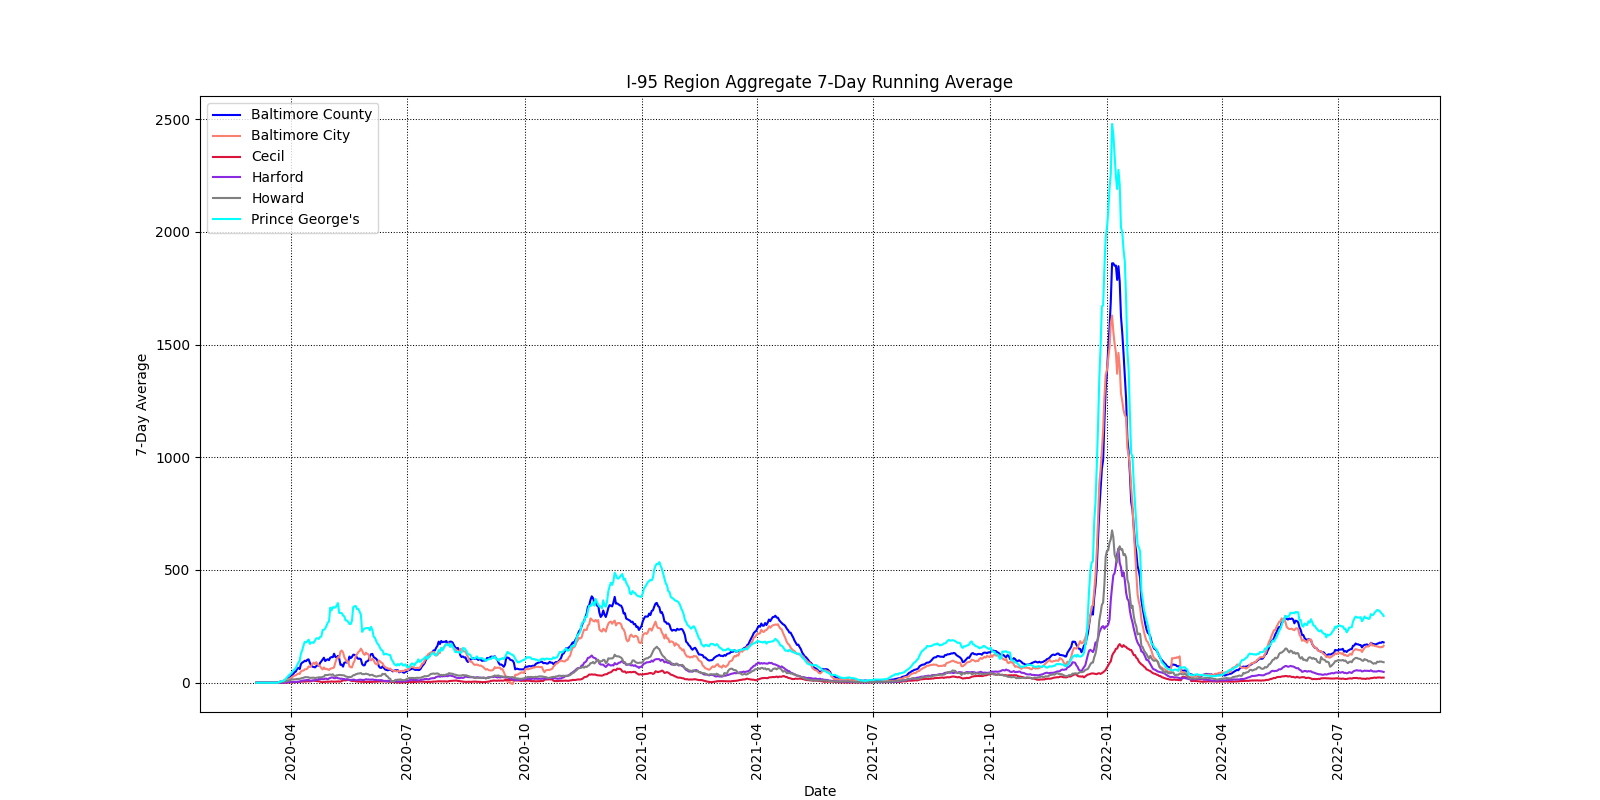 I-95 Region Aggregate 7-Day Running Average
Baltimore County
Baltimore City
Cecil
Harford
Howard
Prince George's
7-Day Average
2500
2000
1500
1000
500
0
2020-04
2020-07
2020-10
2021-01
2021-04
2021-07
2021-10
2022-01
2022-04
2022-07
Date